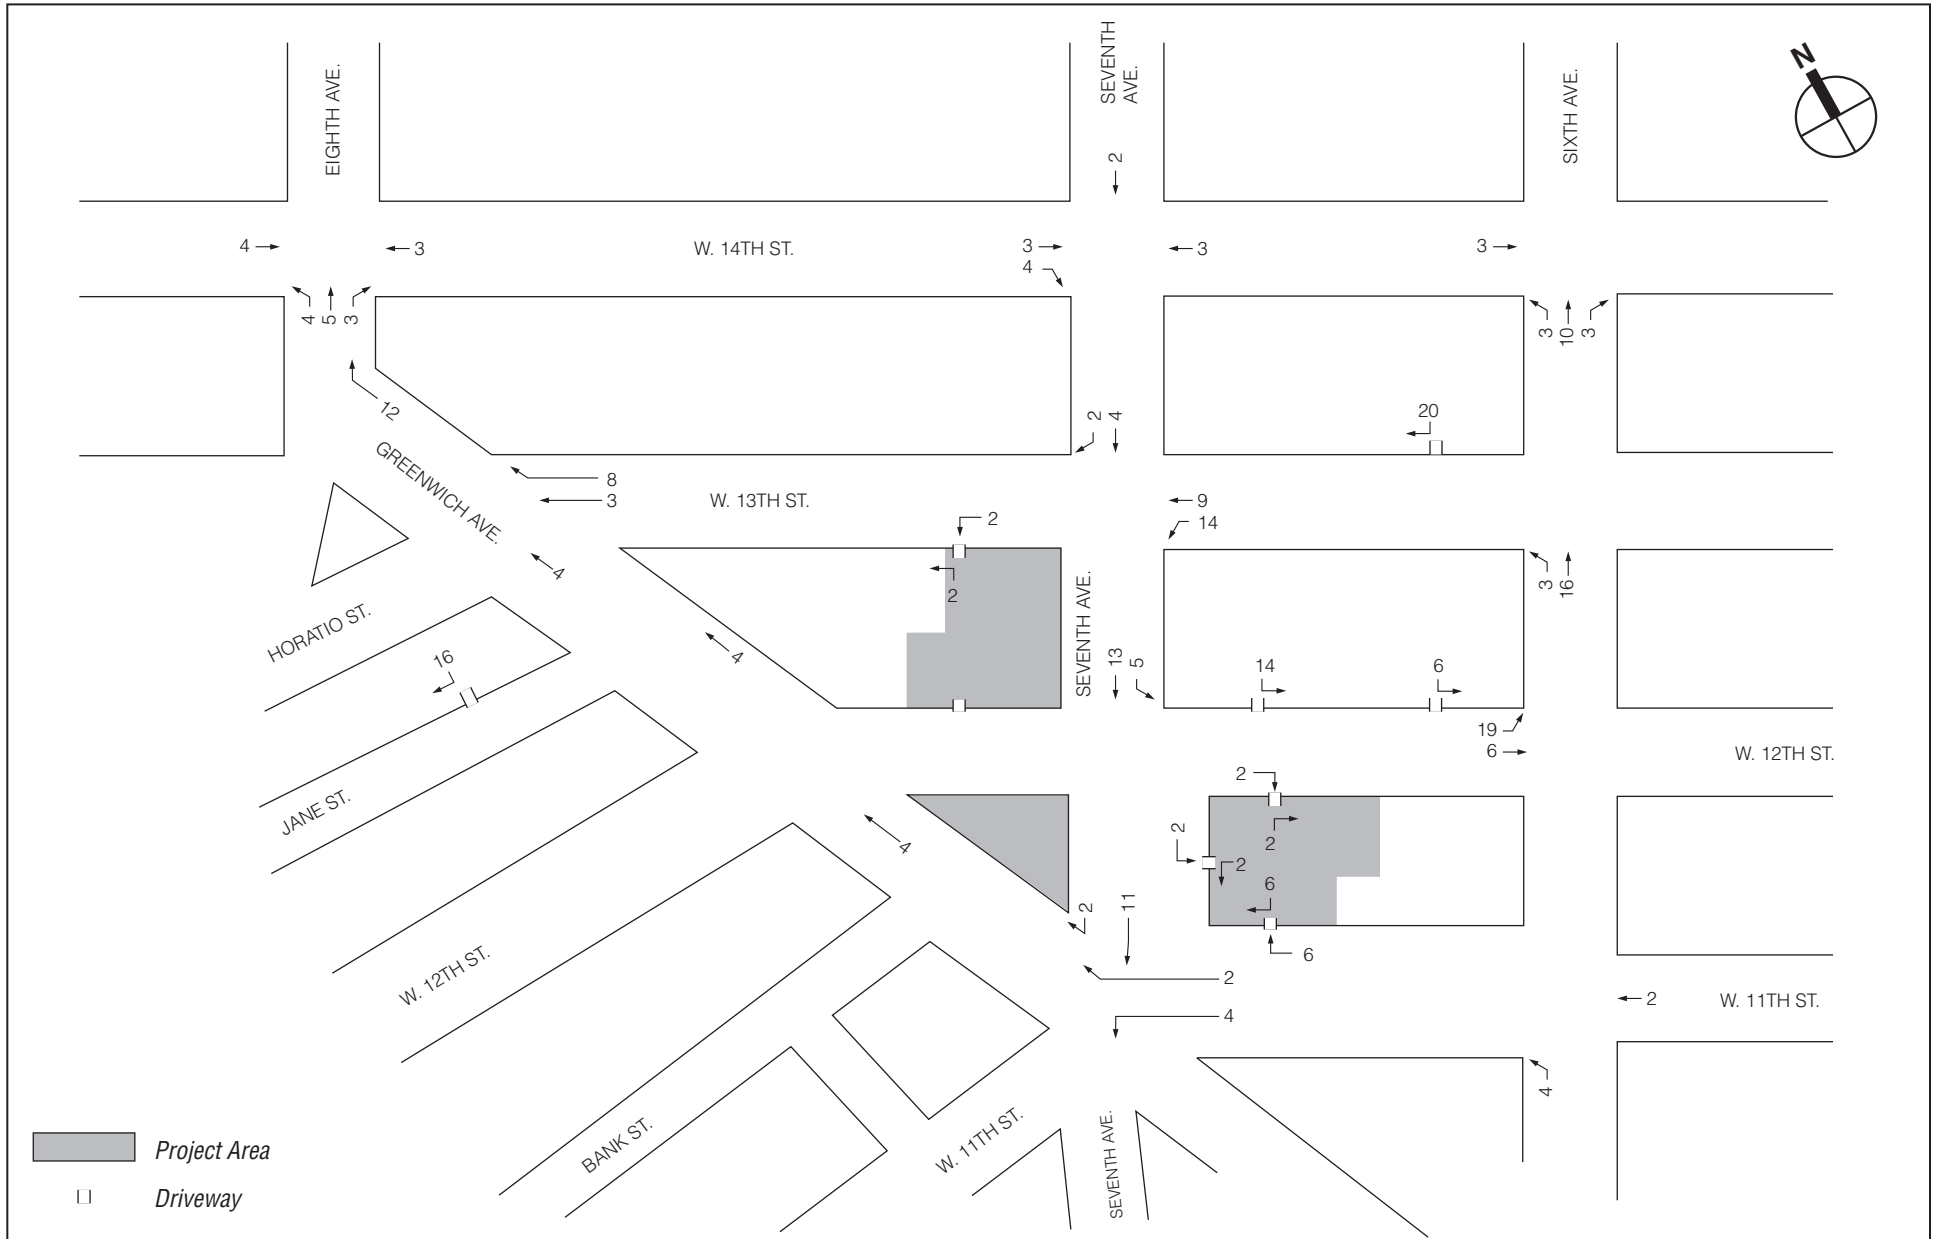 SEVENTH
AVE.
EIGHTH AVE.
SIXTH AVE.
N
2
4
3
W. 14TH ST.
3
4
3
3
4
5
3
3
10
3
12
2
4
20
GREENWICH AVE.
8
3
W. 13TH ST.
9
14
2
4
2
3
16
HORATIO ST.
SEVENTH AVE.
16
4
13
5
14
6
19
6
W. 12TH ST.
JANE ST.
2
4
2
2
2
6
2
11
6
W. 12TH ST.
2
4
2
W. 11TH ST.
4
BANK ST.
W. 11TH ST.
SEVENTH AVE.
Project Area
Driveway